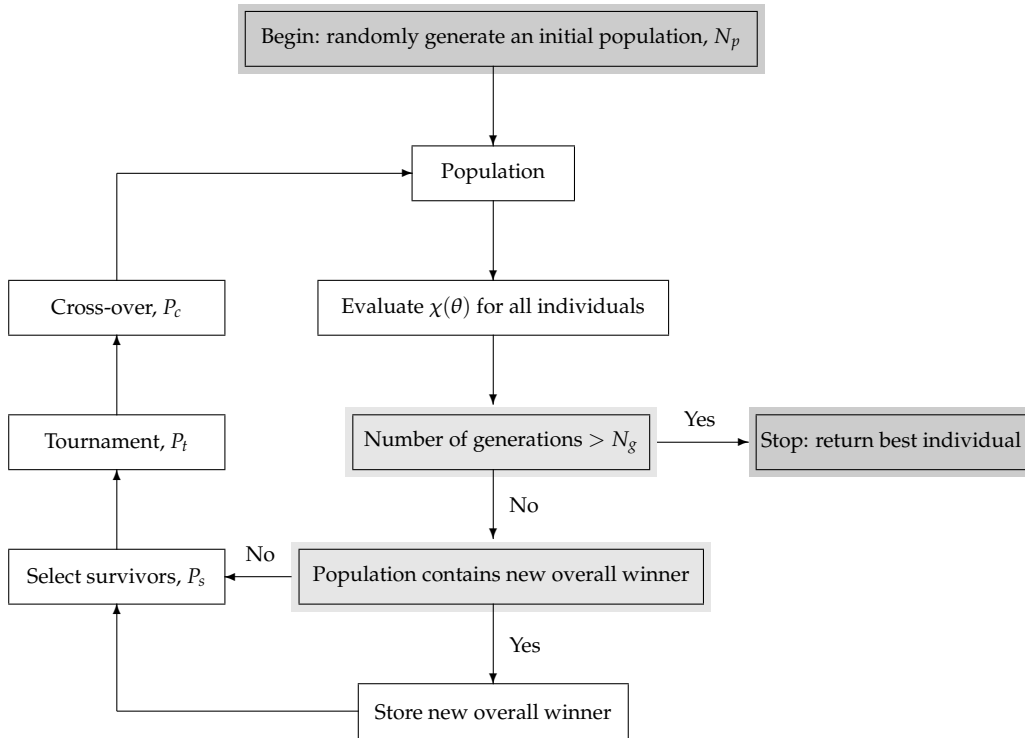 Begin: randomly generate an initial population, N_p
Population
Cross-over, P_c
Evaluate χ(θ) for all individuals
Tournament, P_t
Number of generations > N_g
Yes
Stop: return best individual
No
Select survivors, P_s
No
Population contains new overall winner
Yes
Store new overall winner